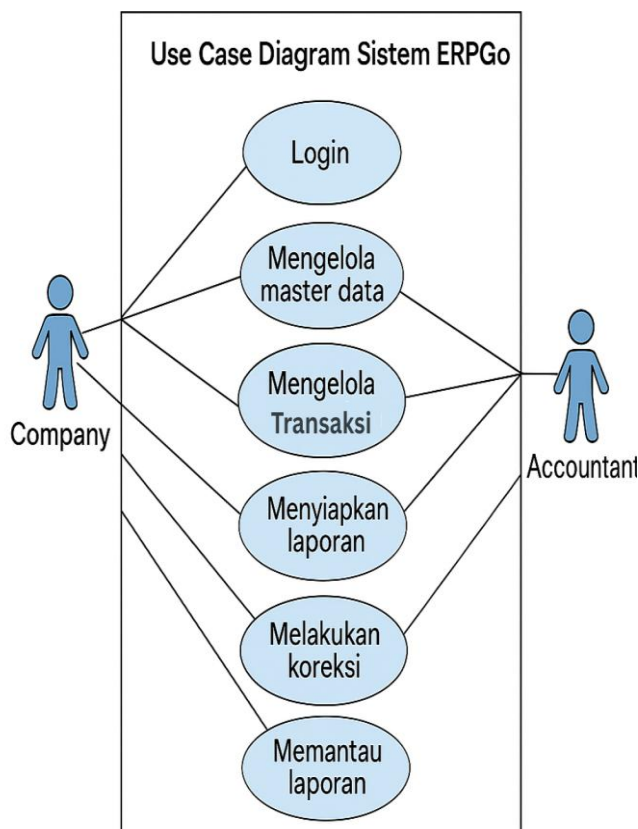 Use Case Diagram Sistem ERPGo
Login
Mengelola
master data
Mengelola
Transaksi
Company
Accountant
Menyiapkan
laporan
Melakukan
koreksi
Memantau
laporan